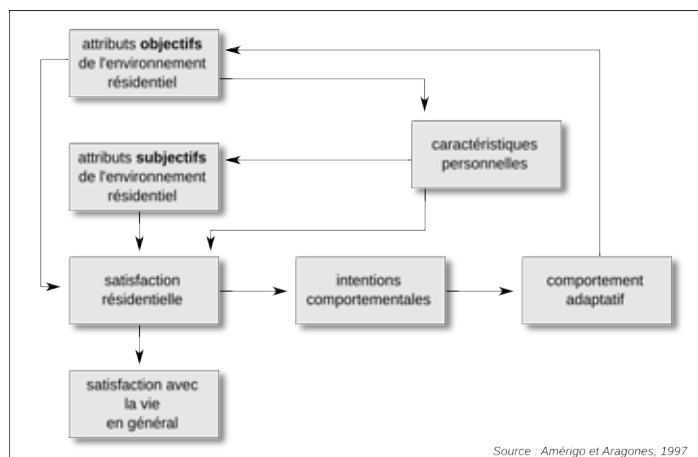 attributs objectifs
de l'environnement
résidentiel
caractéristiques
personnelles
attributs subjectifs
de l'environnement
résidentiel
satisfaction
résidentielle
intentions
comportementales
comportement
adaptatif
satisfaction avec
la vie
en général
Source : Amérigo et Aragones, 1997